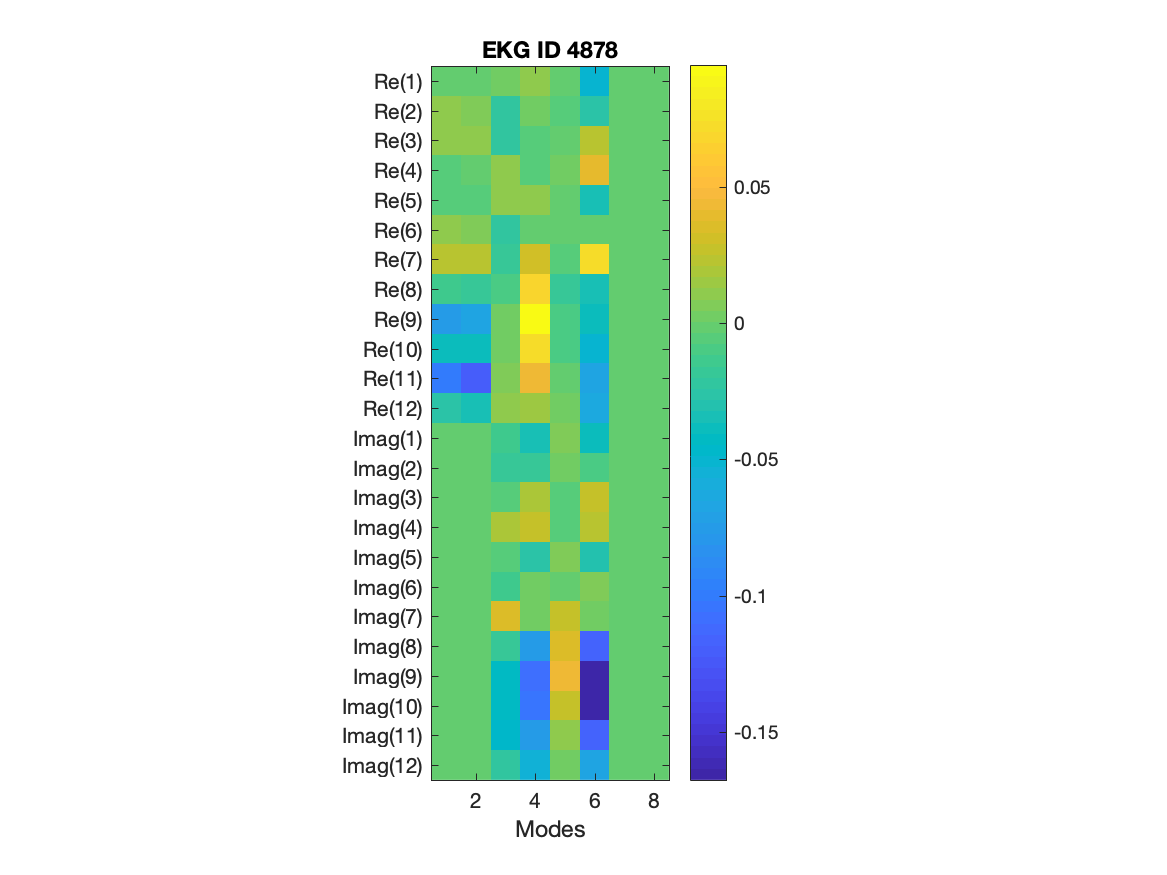 EKG ID 4878
Re(1)
Re(2)
Re(3)
Re(4)
Re(5)
Re(6)
Re(7)
Re(8)
Re(9)
Re(10)
Re(11)
Re(12)
Imag(1)
Imag(2)
Imag(3)
Imag(4)
Imag(5)
Imag(6)
Imag(7)
Imag(8)
Imag(9)
Imag(10)
Imag(11)
Imag(12)
2 4 6 8
Modes
0.05
0
-0.05
-0.1
-0.15